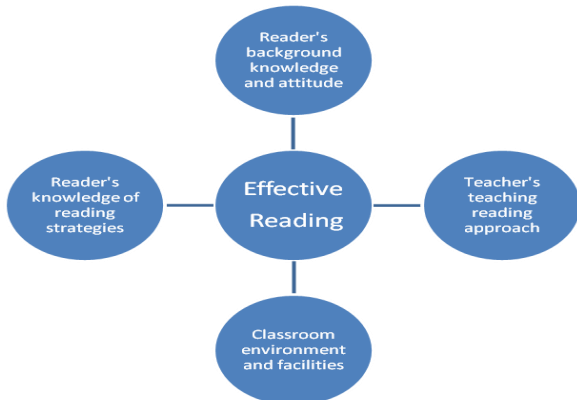 Reader's
background
knowledge
and attitude
Reader's
knowledge of
reading
strategies
Effective
Reading
Teacher's
teaching
reading
approach
Classroom
environment
and facilities